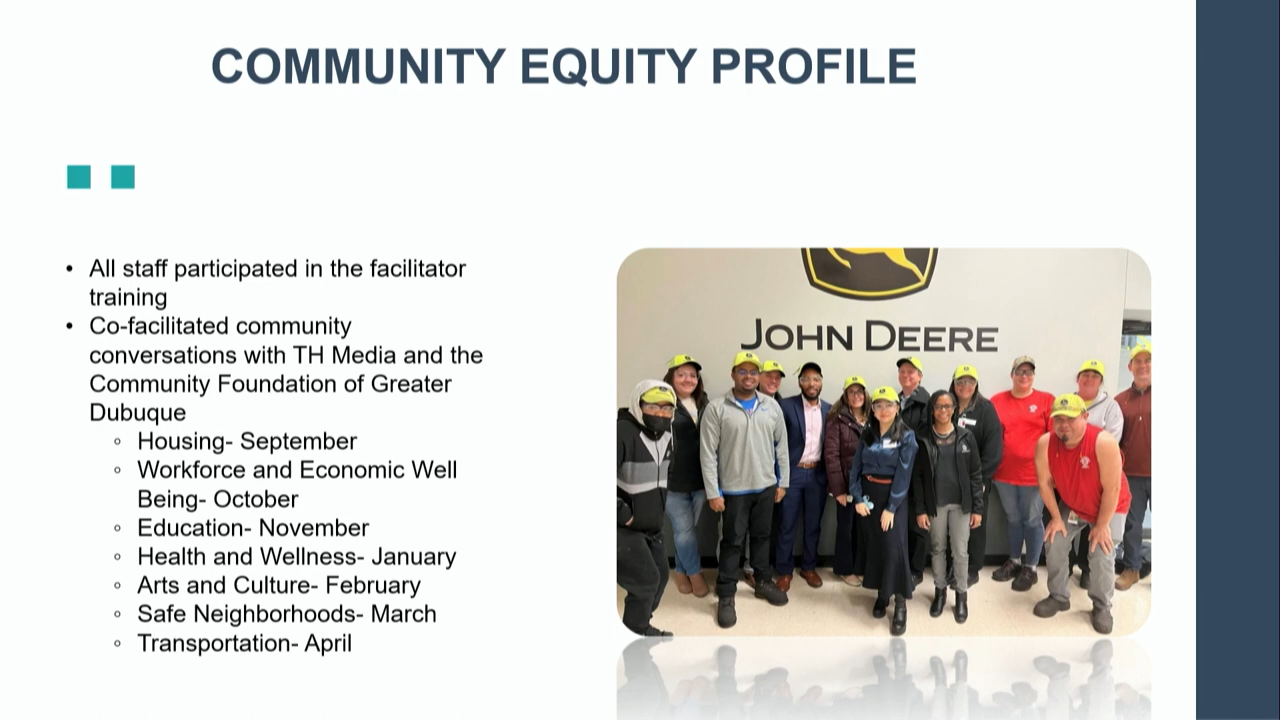 COMMUNITY EQUITY PROFILE
• All staff participated in the facilitator
training
• Co-facilitated community
conversations with TH Media and the
Community Foundation of Greater
Dubuque
◦ Housing- September
◦ Workforce and Economic Well
Being- October
◦ Education- November
◦ Health and Wellness- January
◦ Arts and Culture- February
◦ Safe Neighborhoods- March
◦ Transportation- April
JOHN DEERE